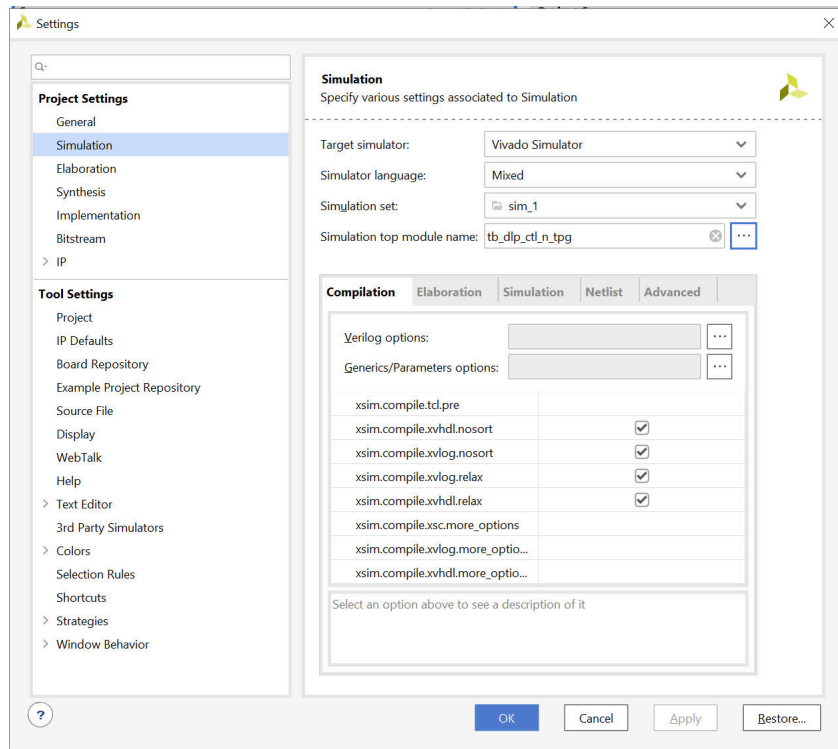 Settings
Project Settings
General
Simulation
Elaboration
Synthesis
Implementation
Bitstream
IP
Tool Settings
Project
IP Defaults
Board Repository
Example Project Repository
Source File
Display
WebTalk
Help
Text Editor
3rd Party Simulators
Colors
Selection Rules
Shortcuts
Strategies
Window Behavior
Simulation
Specify various settings associated to Simulation
Target simulator: Vivado Simulator
Simulator language: Mixed
Simulation set: sim_1
Simulation top module name: tb_dlp_ctl_n_tpg ...
Compilation Elaboration Simulation Netlist Advanced
Verilog options: ...
Generics/Parameters options: ...
xsim.compile.tcl.pre
xsim.compile.xvhdl.nosort
xsim.compile.xvlog.nosort
xsim.compile.xvlog.relax
xsim.compile.xvhdl.relax
xsim.compile.xsc.more_options
xsim.compile.xvlog.more_optio...
xsim.compile.xvhdl.more_optio...
Select an option above to see a description of it
? OK Cancel Apply Restore...